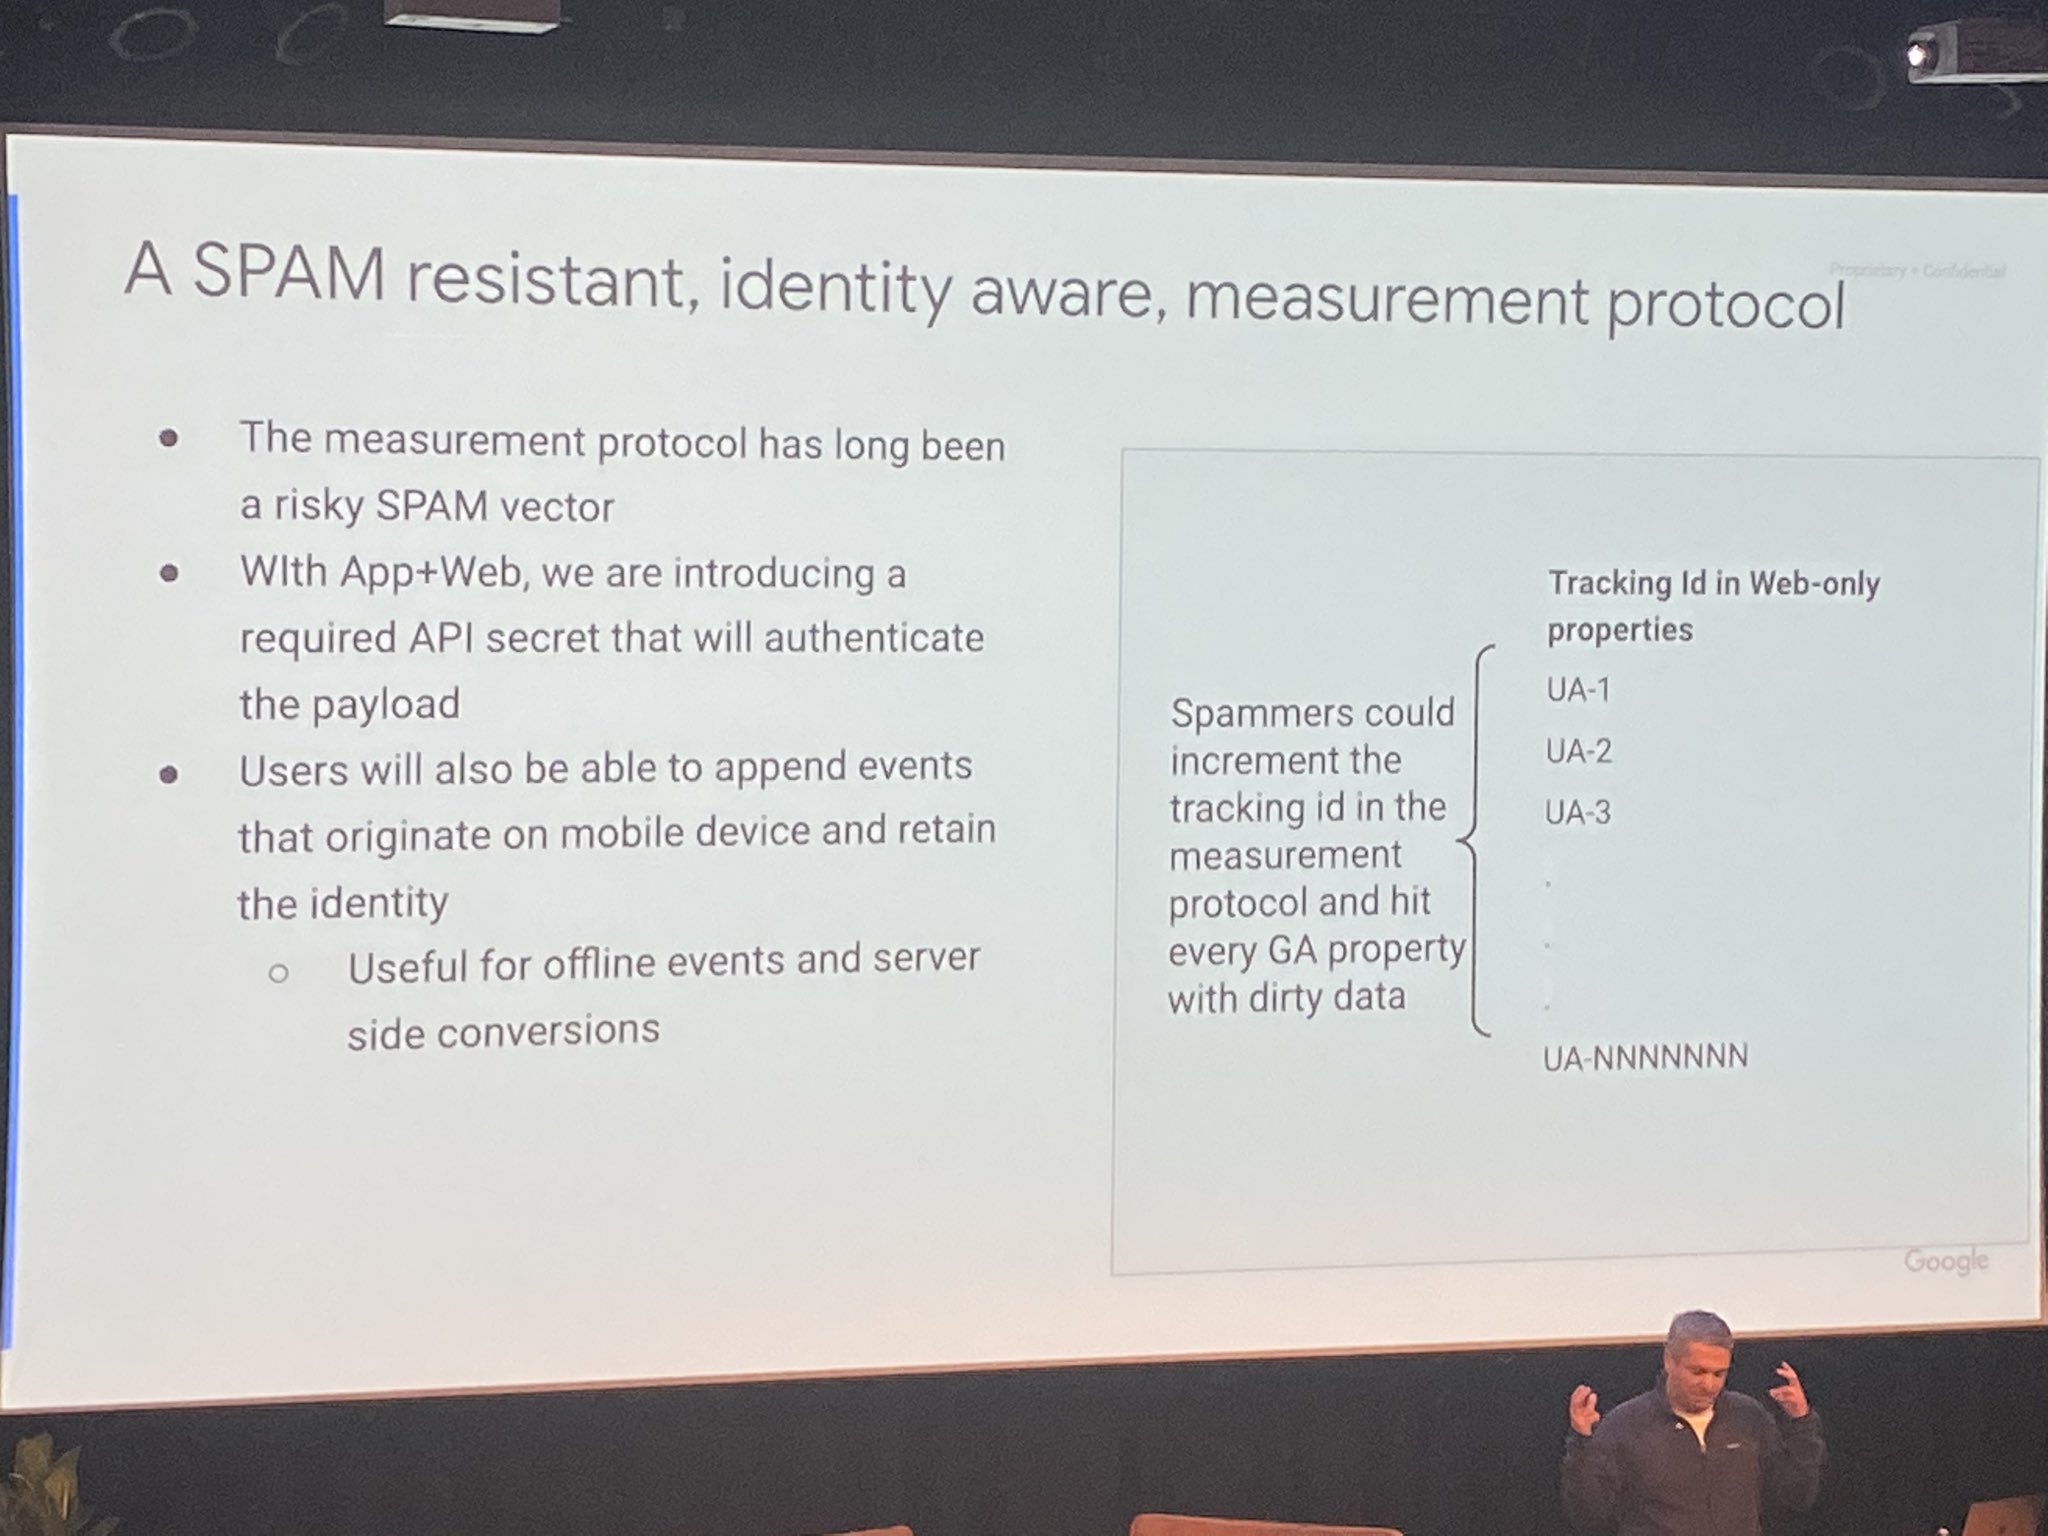 Proprietary + Confidential
A SPAM resistant, identity aware, measurement protocol
The measurement protocol has long been
a risky SPAM vector
WIth App+Web, we are introducing a
required API secret that will authenticate
the payload
Users will also be able to append events
that originate on mobile device and retain
the identity
Useful for offline events and server
side conversions
Spammers could
increment the
tracking id in the
measurement
protocol and hit
every GA property
with dirty data
Tracking Id in Web-only
properties
UA-1
UA-2
UA-3
.
.
.
UA-NNNNNNN
Google